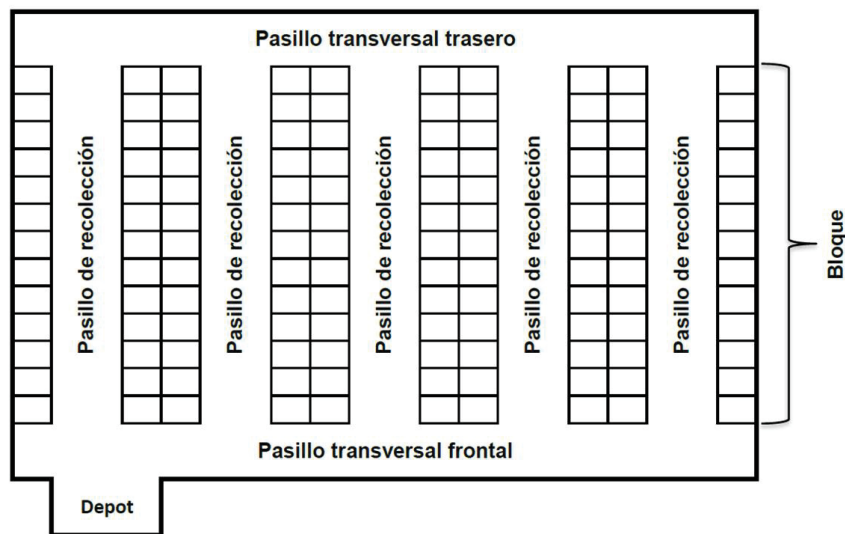 Pasillo transversal trasero
Pasillo de recolección
Pasillo de recolección
Pasillo de recolección
Pasillo de recolección
Pasillo de recolección
Bloque
Pasillo transversal frontal
Depot